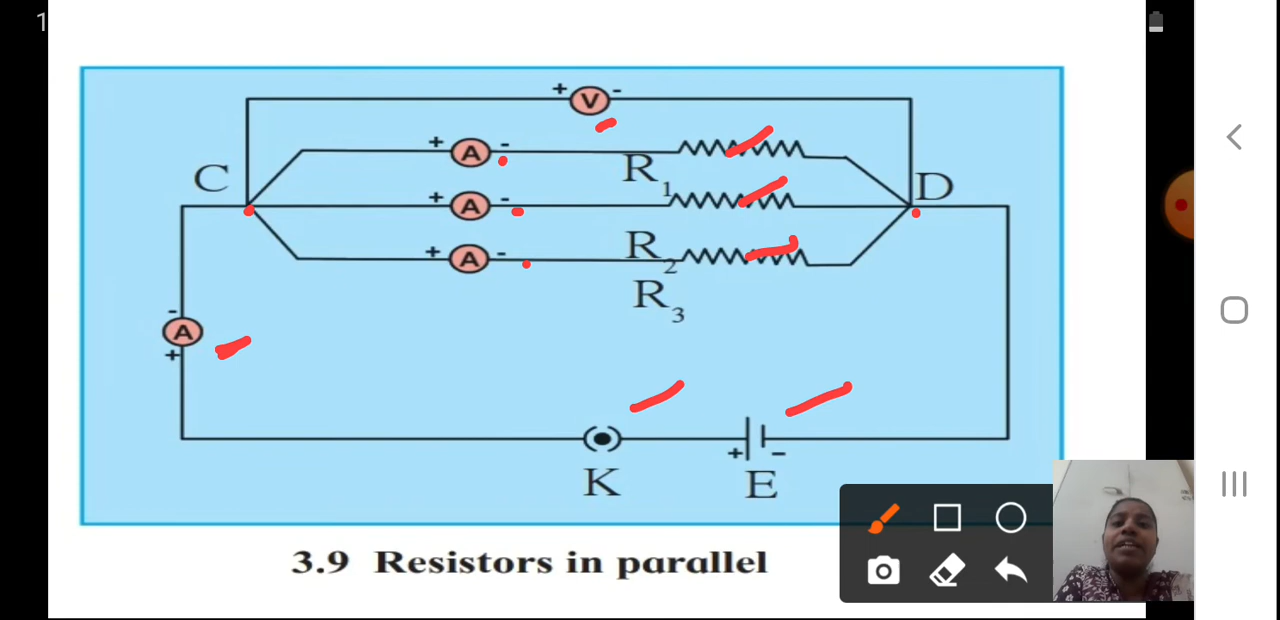 1
+ V -
+ A -
C
R1
D
+ A -
R2
+ A -
R3
-
A
+
+ -
K E
3.9 Resistors in parallel